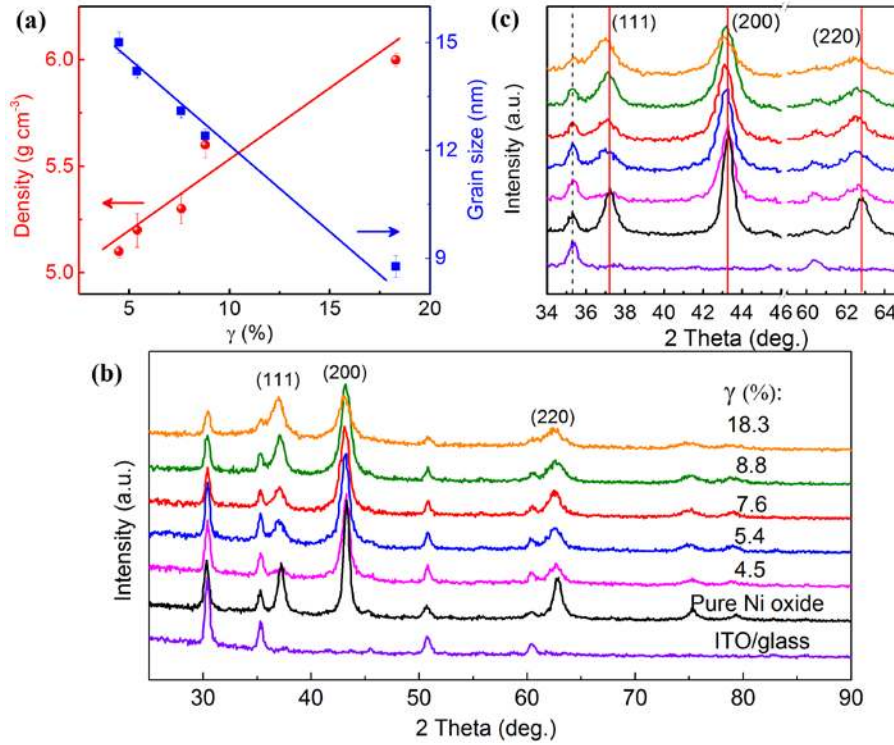 (a)
6.0
5.5
5.0
Density (g cm⁻³)
15
12
9
Grain size (nm)
5 10 15 20
γ (%)
(c)
(111)
(200)
(220)
Intensity (a.u.)
34 36 38 40 42 44 46 60 62 64
2 Theta (deg.)
(b)
(111)
(200)
(220)
γ (%):
18.3
8.8
7.6
5.4
4.5
Pure Ni oxide
ITO/glass
Intensity (a.u.)
30 40 50 60 70 80 90
2 Theta (deg.)